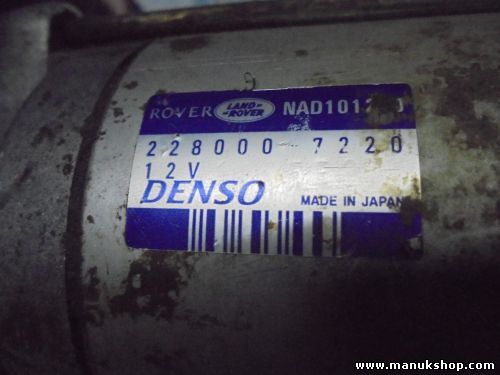 ROVER LAND ROVER
228000-7220
12V
DENSO MADE IN JAPAN
www.manukshop.com